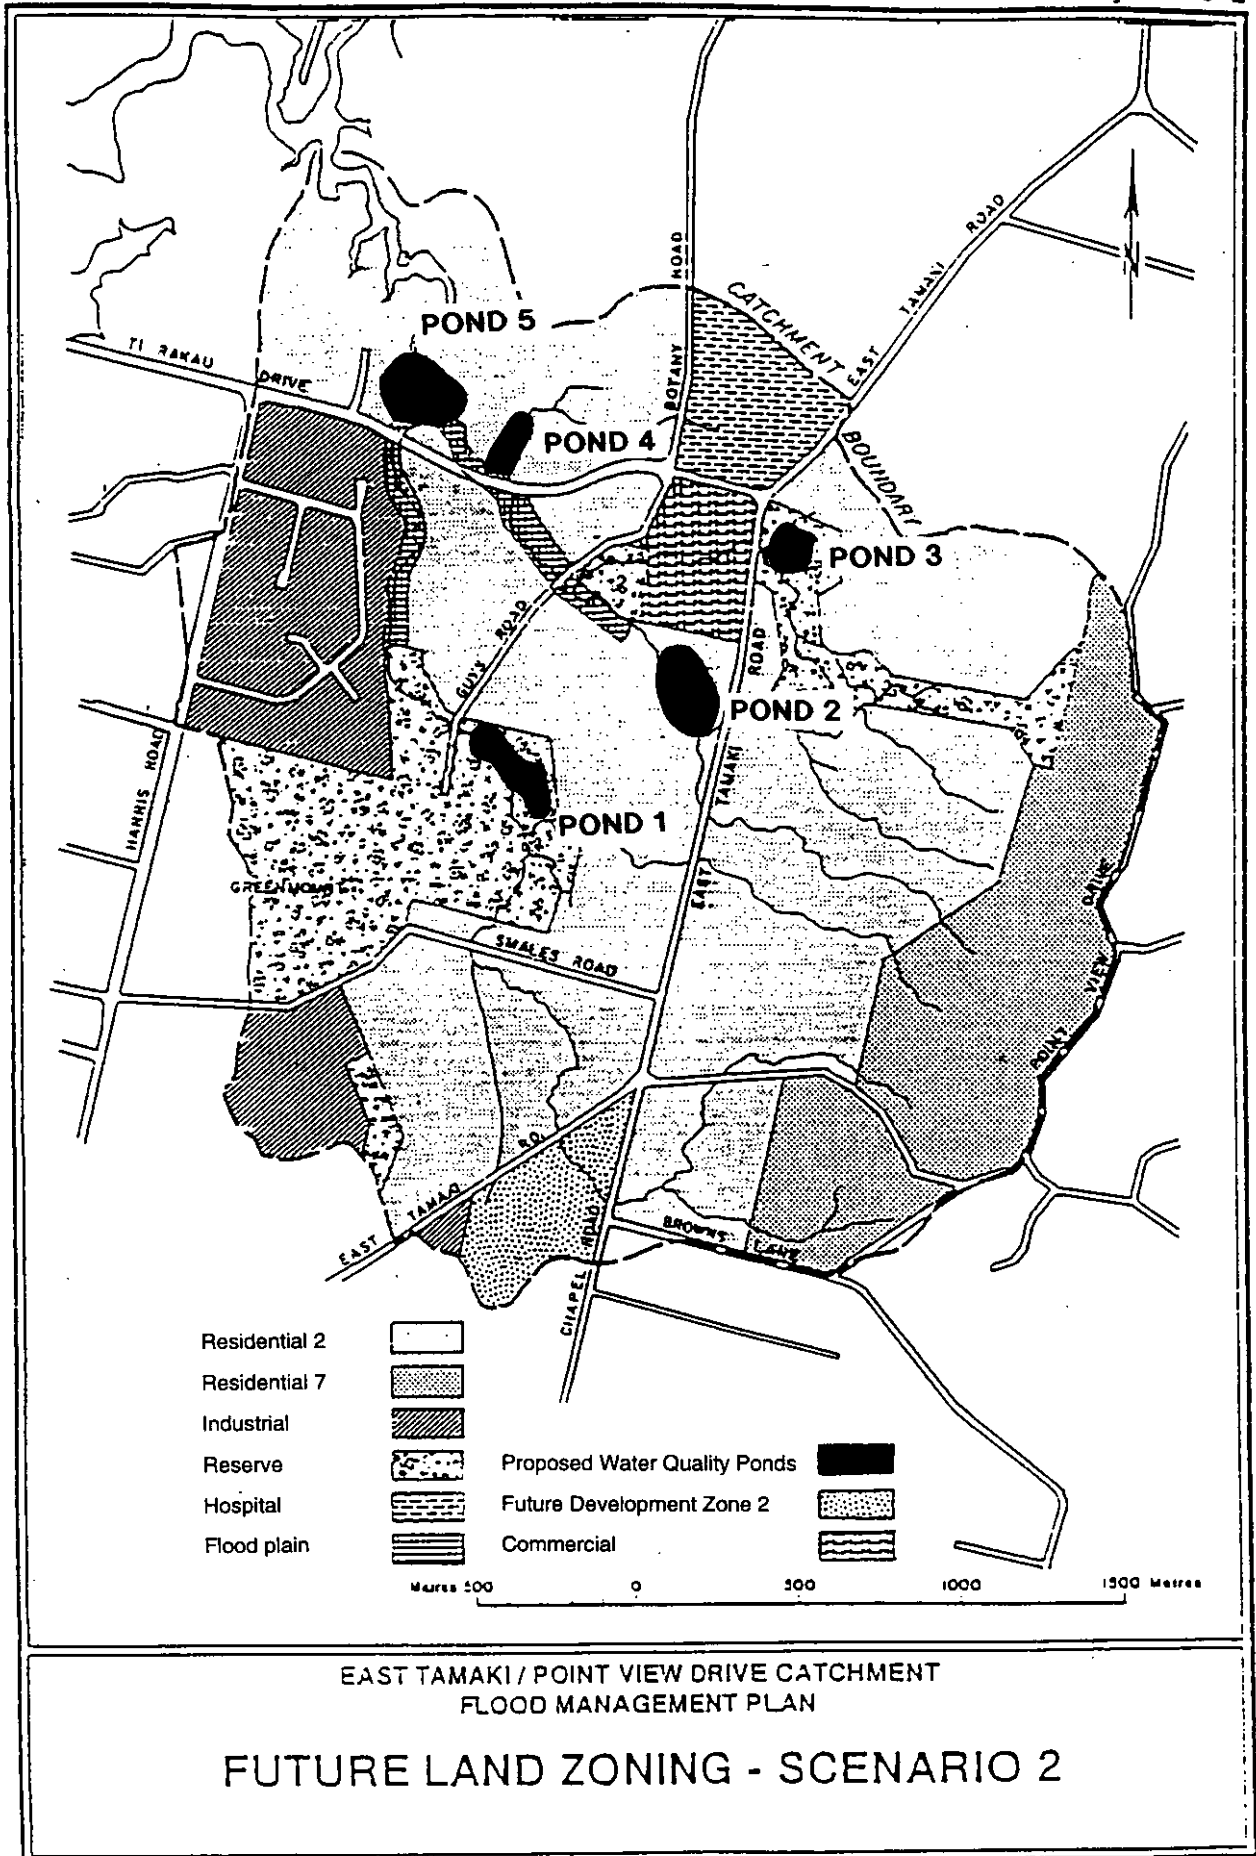 POND 5
TI RAKAU DRIVE
BOTANY ROAD
CATCHMENT BOUNDARY
EAST TAMAKI ROAD
N
POND 4
POND 3
GUYS ROAD
POND 2
EAST TAMAKI ROAD
HARRIS ROAD
POND 1
GREENMOUNT
SMALES ROAD
POINT VIEW DRIVE
EAST TAMAKI RD.
CHAPEL ROAD
BROWNS LANE
Residential 2
Residential 7
Industrial
Reserve
Hospital
Flood plain
Proposed Water Quality Ponds
Future Development Zone 2
Commercial
Metres 500 0 500 1000 1500 Metres
EAST TAMAKI / POINT VIEW DRIVE CATCHMENT
FLOOD MANAGEMENT PLAN
FUTURE LAND ZONING - SCENARIO 2